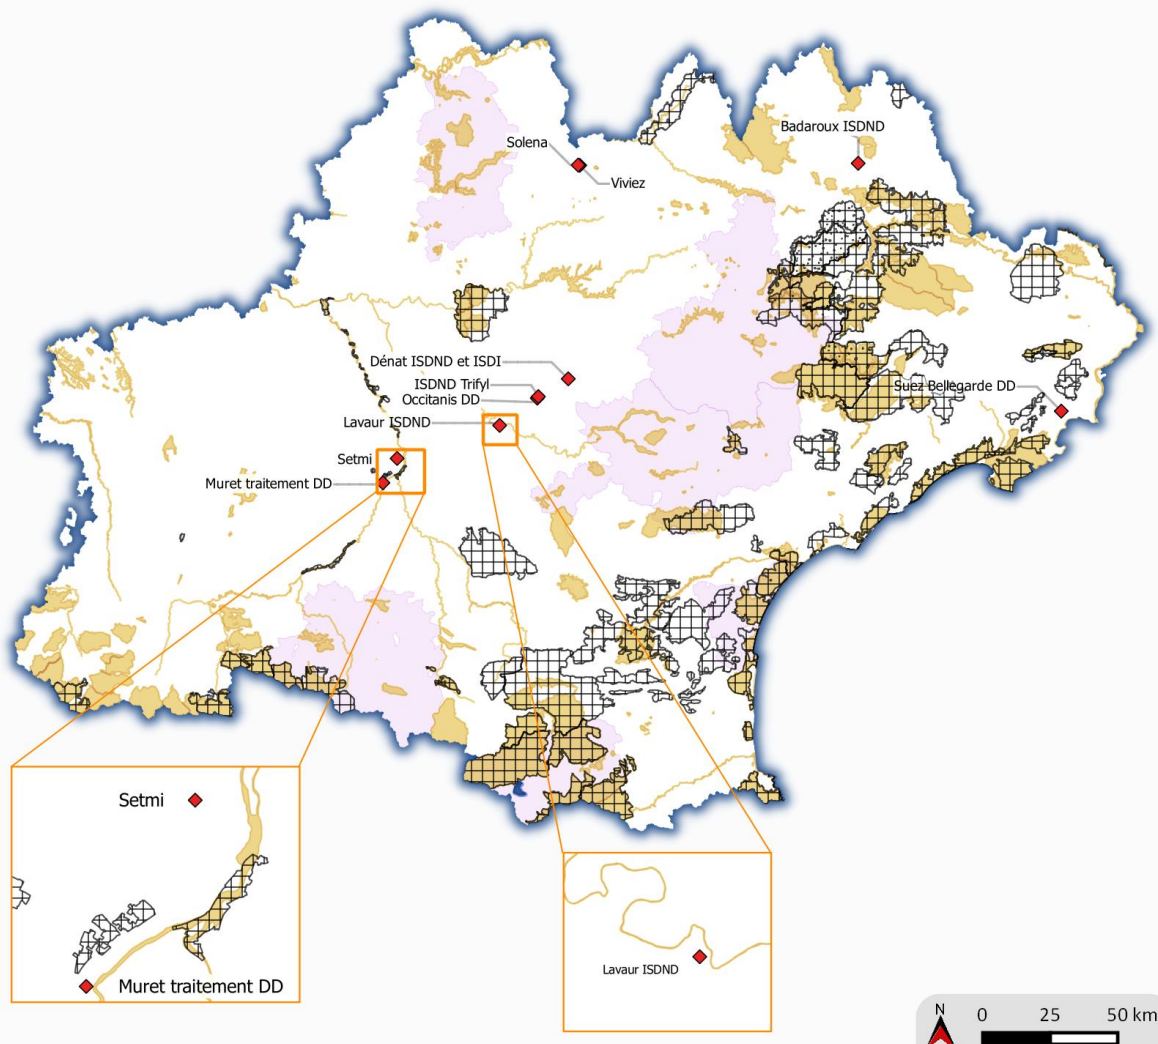 Badaroux ISDND
Solena
Viviez
Dénat ISDND et ISDI
ISDND Trifyl
Suez Bellegarde DD
Occitanis DD
Lavaur ISDND
Setmi
Muret traitement DD
Setmi
Muret traitement DD
Lavaur ISDND
N
0 25 50 km